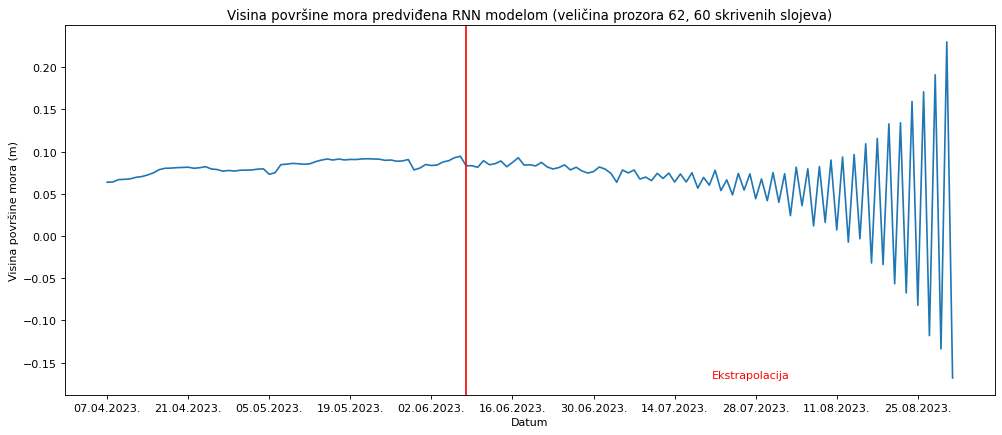 Visina površine mora predviđena RNN modelom (veličina prozora 62, 60 skrivenih slojeva)
Visina površine mora (m)
0.20
0.15
0.10
0.05
0.00
−0.05
−0.10
−0.15
Ekstrapolacija
07.04.2023. 21.04.2023. 05.05.2023. 19.05.2023. 02.06.2023. 16.06.2023. 30.06.2023. 14.07.2023. 28.07.2023. 11.08.2023. 25.08.2023.
Datum